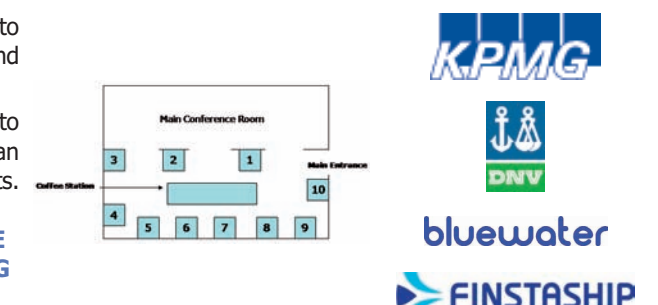 to
nd
to
an
ts.
E
G
Main Conference Room
3 2 1
Main Entrance
Coffee Station
10
4
5 6 7 8 9
KPMG
DNV
bluewater
FINSTASHIP